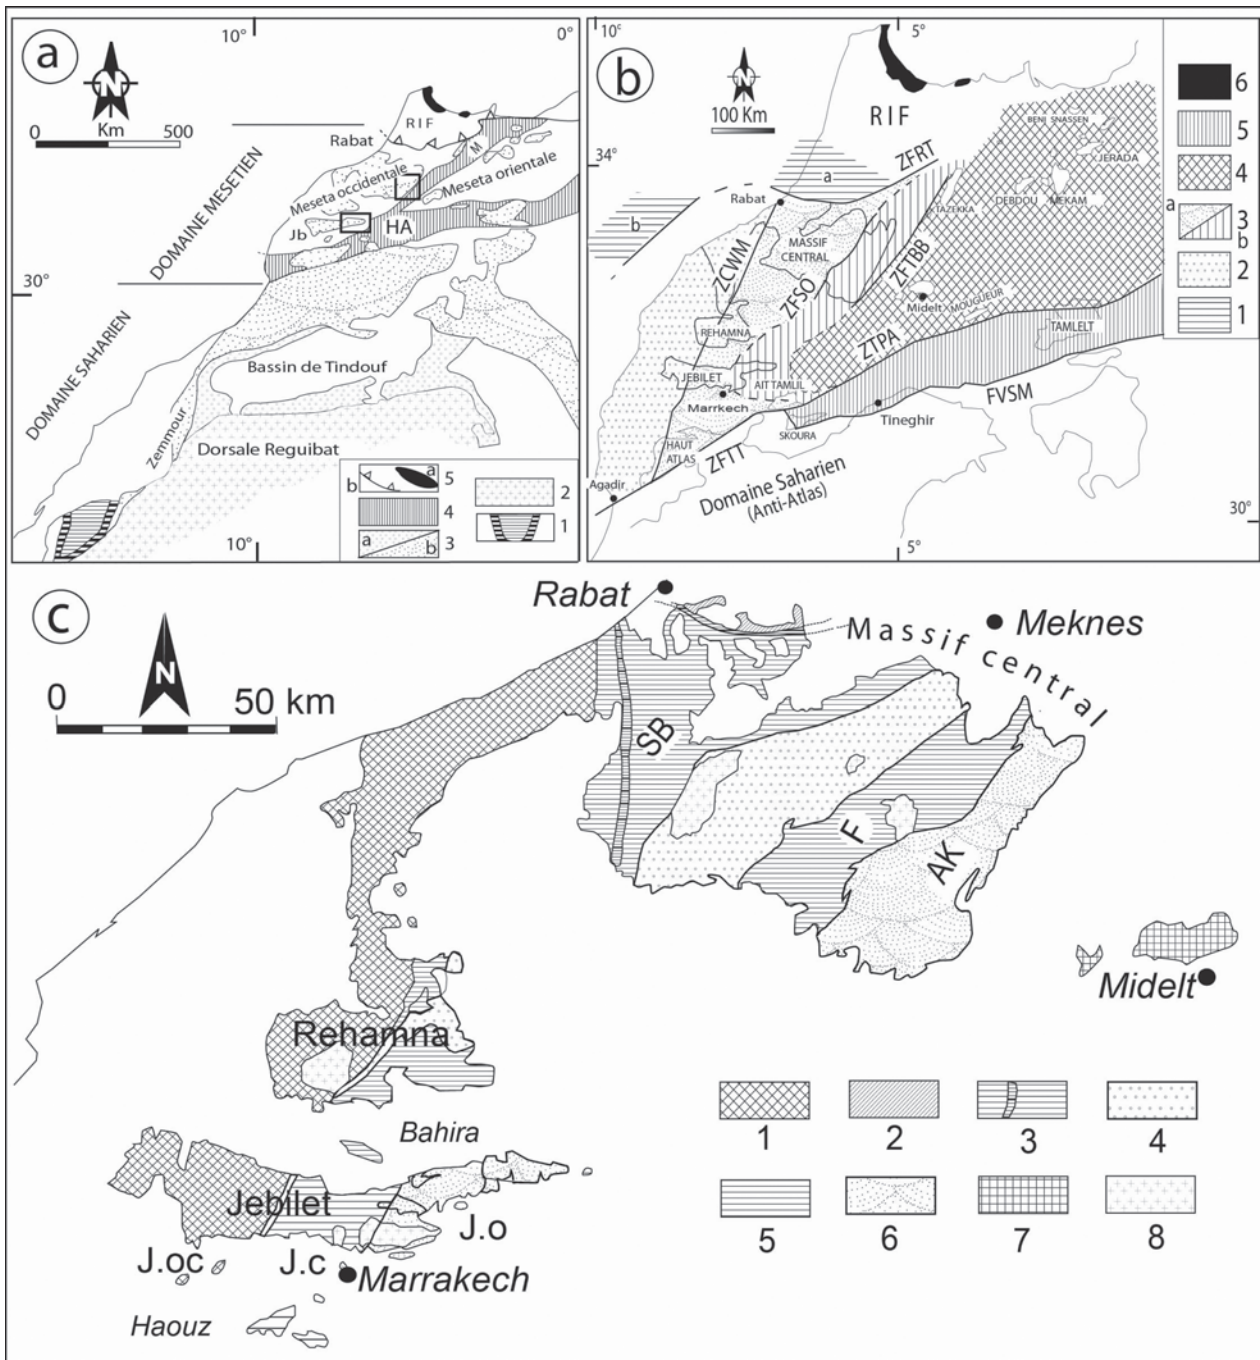 a
10°
0°
N
0 Km 500
RIF
Rabat
M
Meseta occidentale
Meseta orientale
DOMAINE MESETIEN
Jb
HA
30°
DOMAINE SAHARIEN
Bassin de Tindouf
Zemmour
Dorsale Reguibat
b a 5
4
a b 3
2
1
10°
b
10°
5°
N
100 Km
RIF
34°
a
b
Rabat
ZFRT
BENI SNASSEN
JERADA
DEBDOU
MEKAM
TAZEKKA
MASSIF
CENTRAL
ZCWM
ZFSO
ZFTBB
Midelt
MOUGUEUR
REHAMNA
ZTPA
TAMLELT
JEBILET
AIT TAMLIL
Marrkech
FVSM
Tineghir
SKOURA
HAUT
ATLAS
ZFTT
Agadir
Domaine Saharien
(Anti-Atlas)
30°
5°
6
5
4
a 3
b
2
1
c
N
0 50 km
Rabat
Meknes
Massif central
SB
F
AK
Midelt
Rehamna
Bahira
Jebilet
J.o
J.oc
J.c
Marrakech
Haouz
1 2 3 4
5 6 7 8